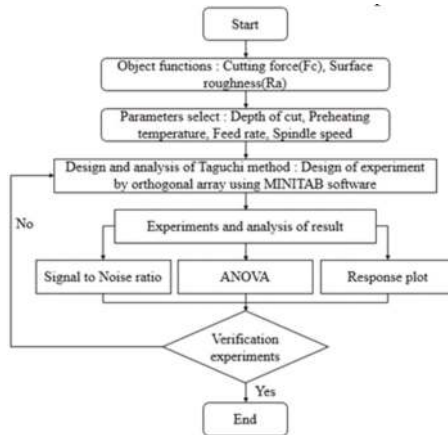 Start
Object functions : Cutting force(Fc), Surface
roughness(Ra)
Parameters select : Depth of cut, Preheating
temperature, Feed rate, Spindle speed
Design and analysis of Taguchi method : Design of experiment
by orthogonal array using MINITAB software
No
Experiments and analysis of result
Signal to Noise ratio
ANOVA
Response plot
Verification
experiments
Yes
End